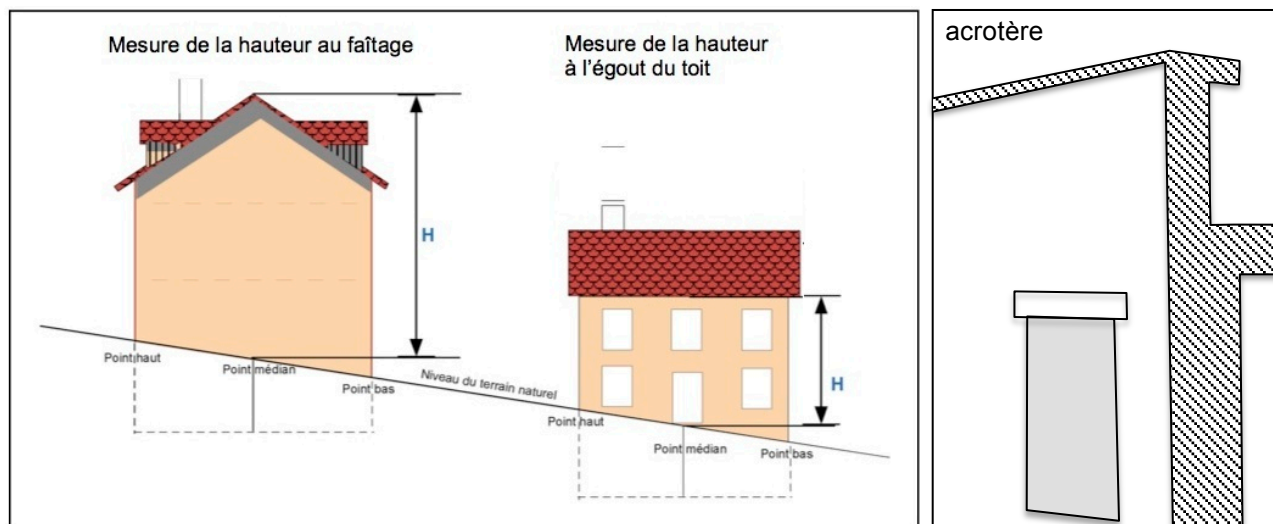 Mesure de la hauteur au faîtage
Mesure de la hauteur
à l'égout du toit
acrotère
H
Point haut
Point médian
Point bas
Niveau du terrain naturel
H
Point haut
Point médian
Point bas